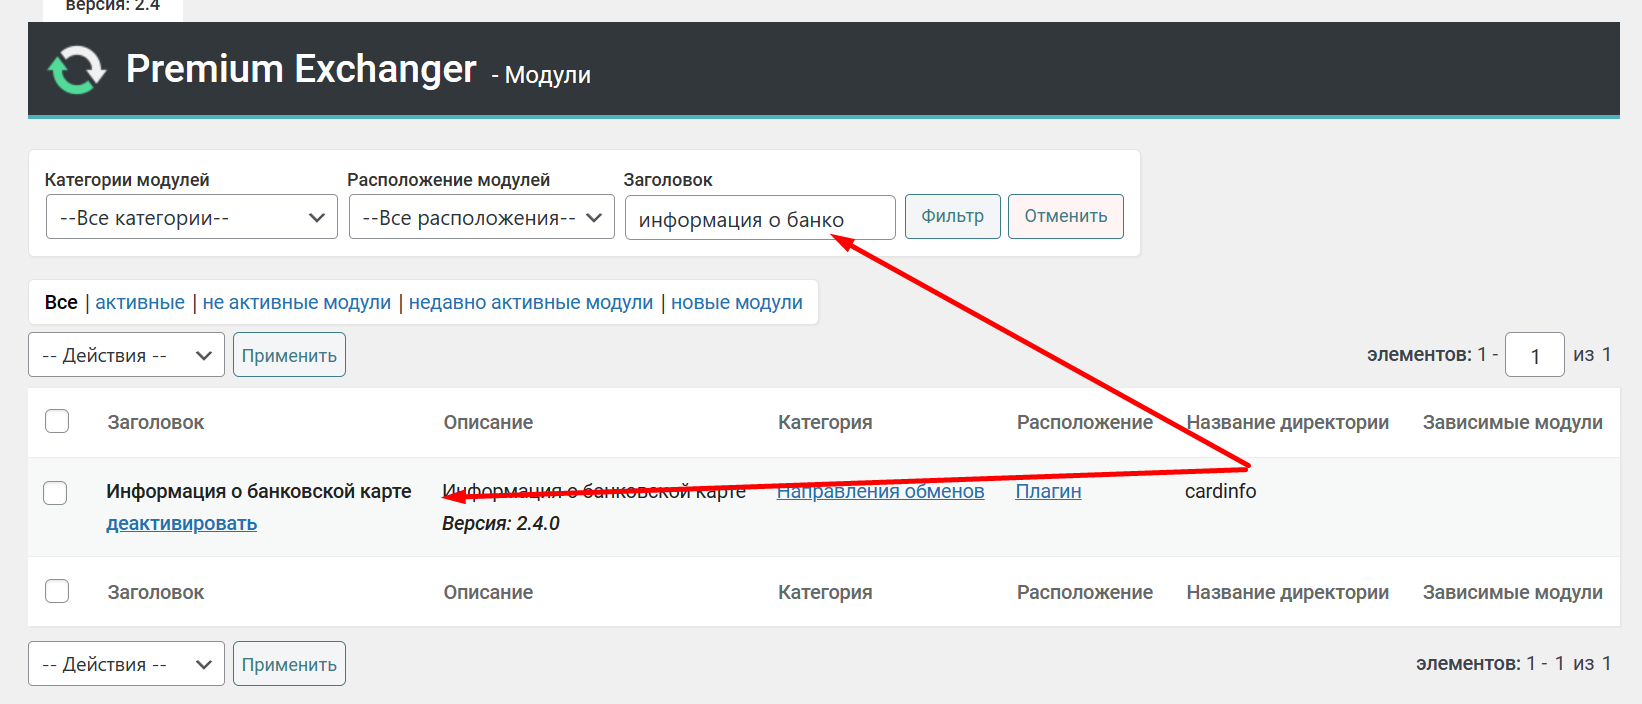 версия: 2.4
Premium Exchanger - Модули
Категории модулей Расположение модулей Заголовок
--Все категории-- --Все расположения-- информация о банко Фильтр Отменить
Все | активные | не активные модули | недавно активные модули | новые модули
-- Действия -- Применить элементов: 1 - 1 из 1
Заголовок Описание Категория Расположение Название директории Зависимые модули
Информация о банковской карте Информация о банковской карте Направления обменов Плагин cardinfo
деактивировать Версия: 2.4.0
Заголовок Описание Категория Расположение Название директории Зависимые модули
-- Действия -- Применить элементов: 1 - 1 из 1